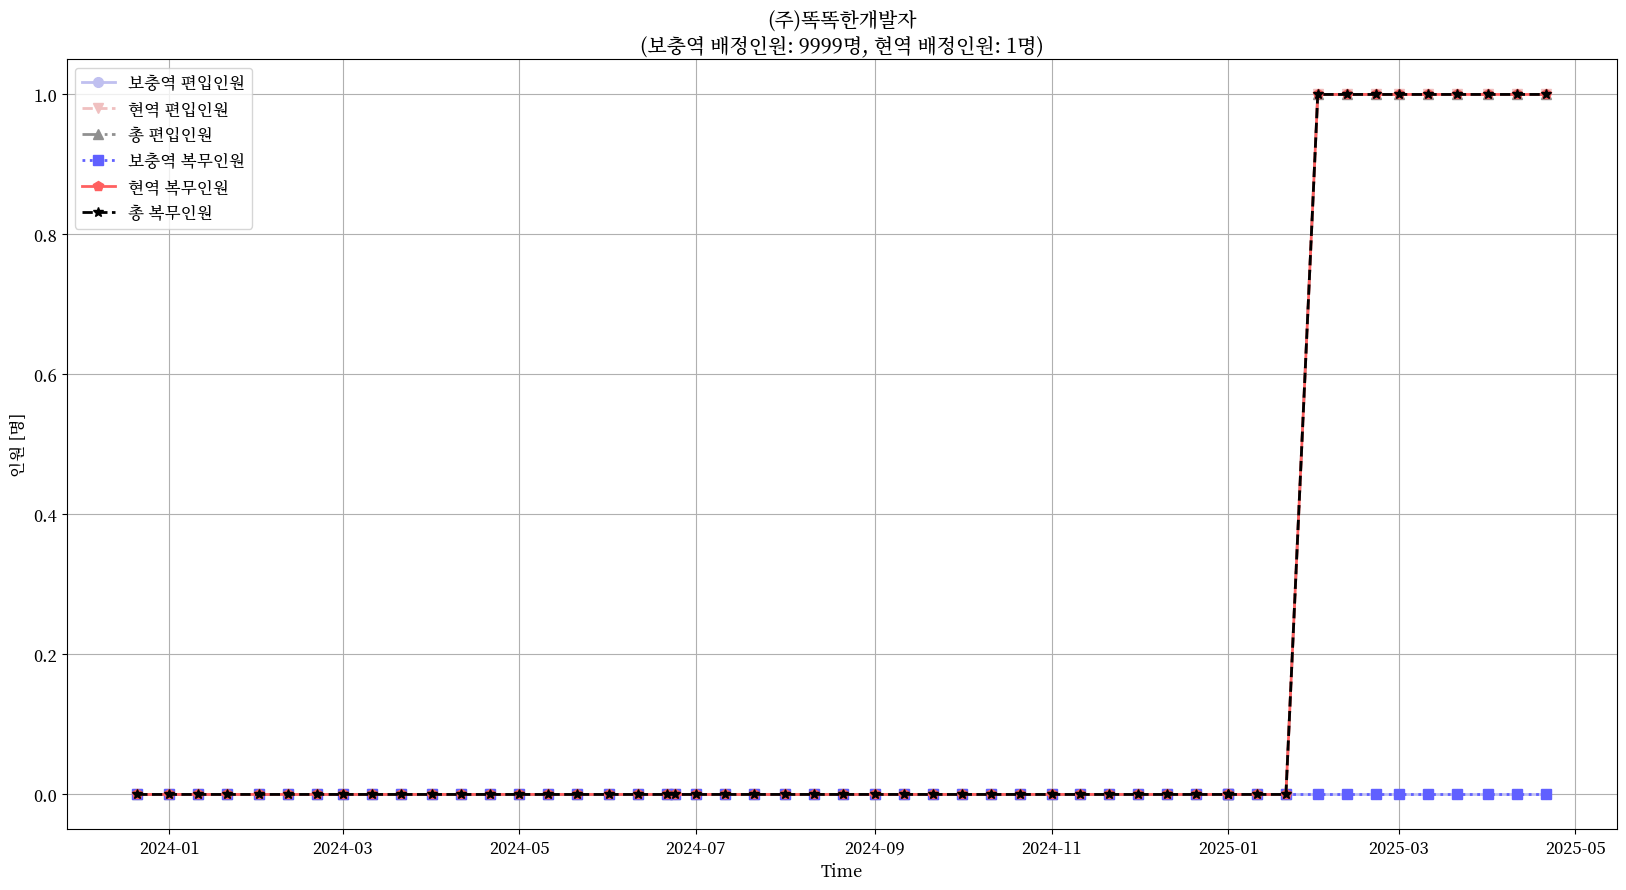 (주)똑똑한개발자
(보충역 배정인원: 9999명, 현역 배정인원: 1명)
보충역 편입인원
현역 편입인원
총 편입인원
보충역 복무인원
현역 복무인원
총 복무인원
인원 [명]
1.0
0.8
0.6
0.4
0.2
0.0
2024-01 2024-03 2024-05 2024-07 2024-09 2024-11 2025-01 2025-03 2025-05
Time